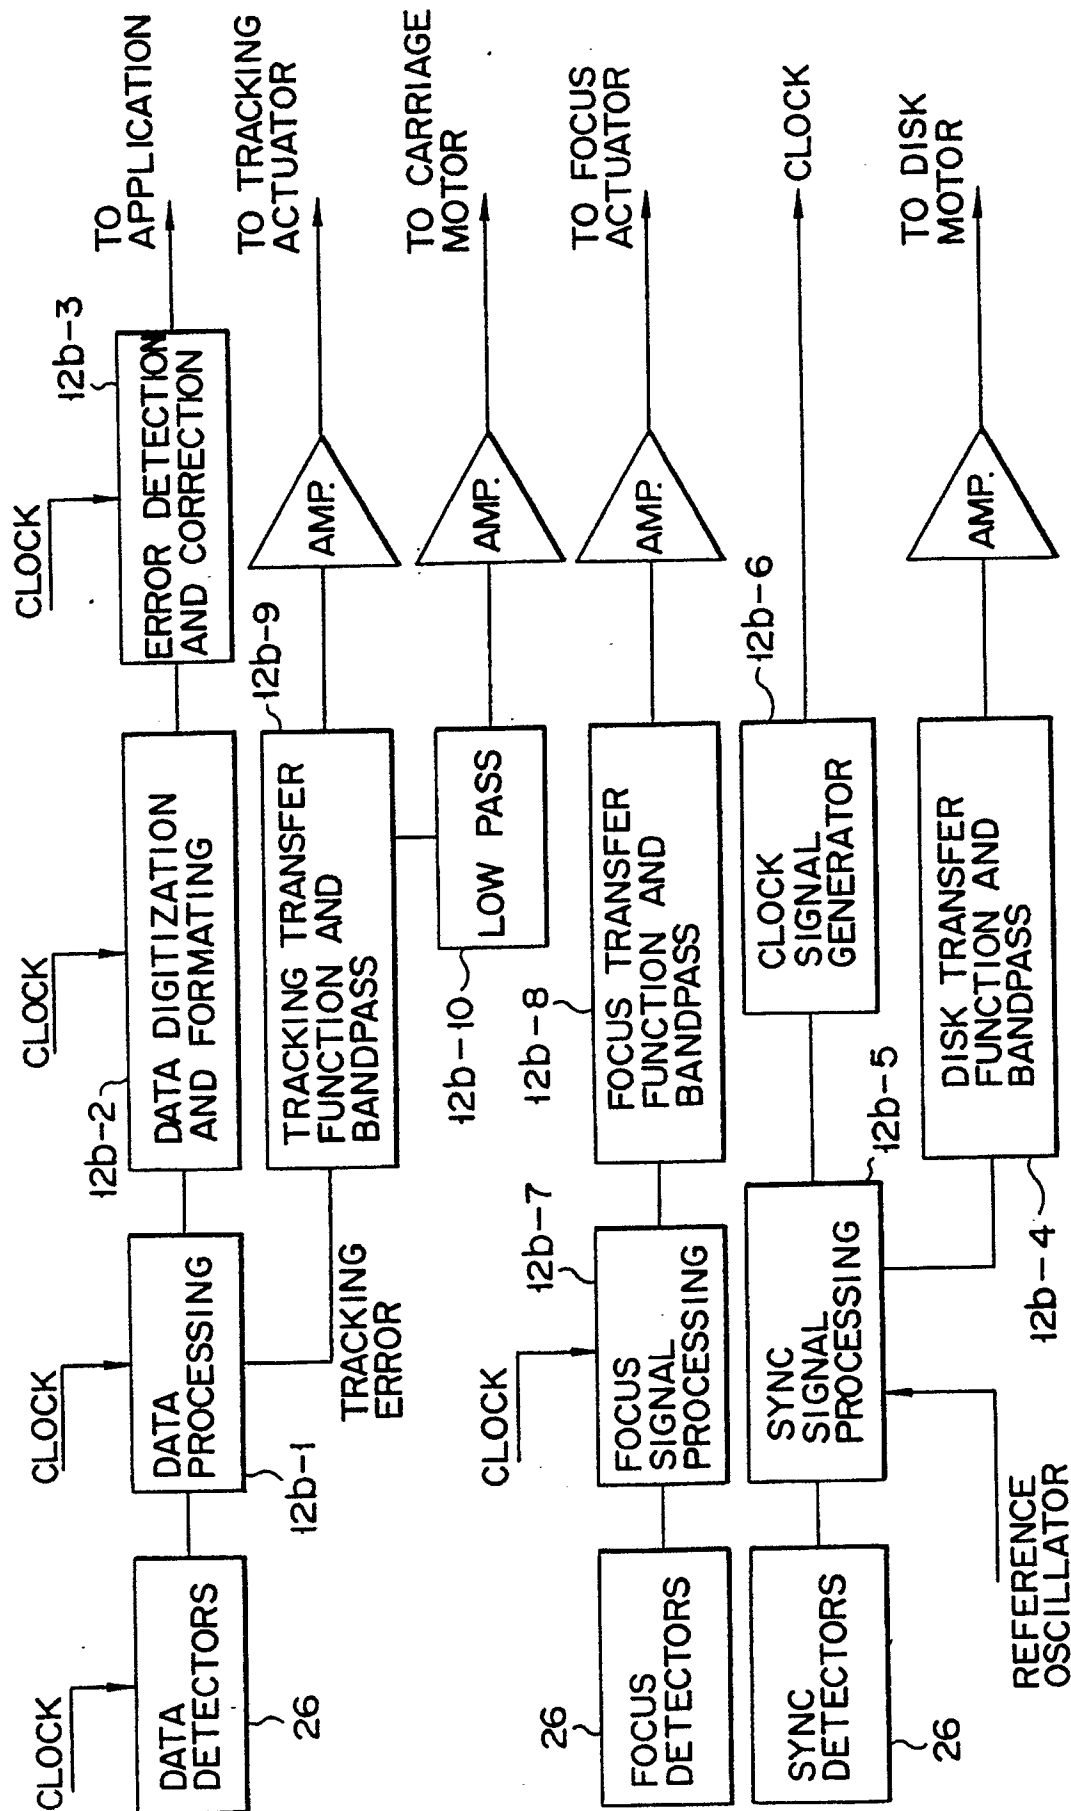 CLOCK
DATA
DETECTORS
26
CLOCK
DATA
PROCESSING
12b-1
CLOCK
DATA DIGITIZATION
AND FORMATING
12b-2
CLOCK
ERROR DETECTION
AND CORRECTION
12b-3
TO
APPLICATION
TRACKING
ERROR
TRACKING TRANSFER
FUNCTION AND
BANDPASS
12b-9
AMP.
TO TRACKING
ACTUATOR
LOW PASS
12b-10
AMP.
TO CARRIAGE
MOTOR
26
FOCUS
DETECTORS
CLOCK
FOCUS
SIGNAL
PROCESSING
12b-7
FOCUS TRANSFER
FUNCTION AND
BANDPASS
12b-8
AMP.
TO FOCUS
ACTUATOR
SYNC
DETECTORS
26
SYNC
SIGNAL
PROCESSING
12b-5
CLOCK
SIGNAL
GENERATOR
12b-6
CLOCK
REFERENCE
OSCILLATOR
DISK TRANSFER
FUNCTION AND
BANDPASS
12b-4
AMP.
TO DISK
MOTOR